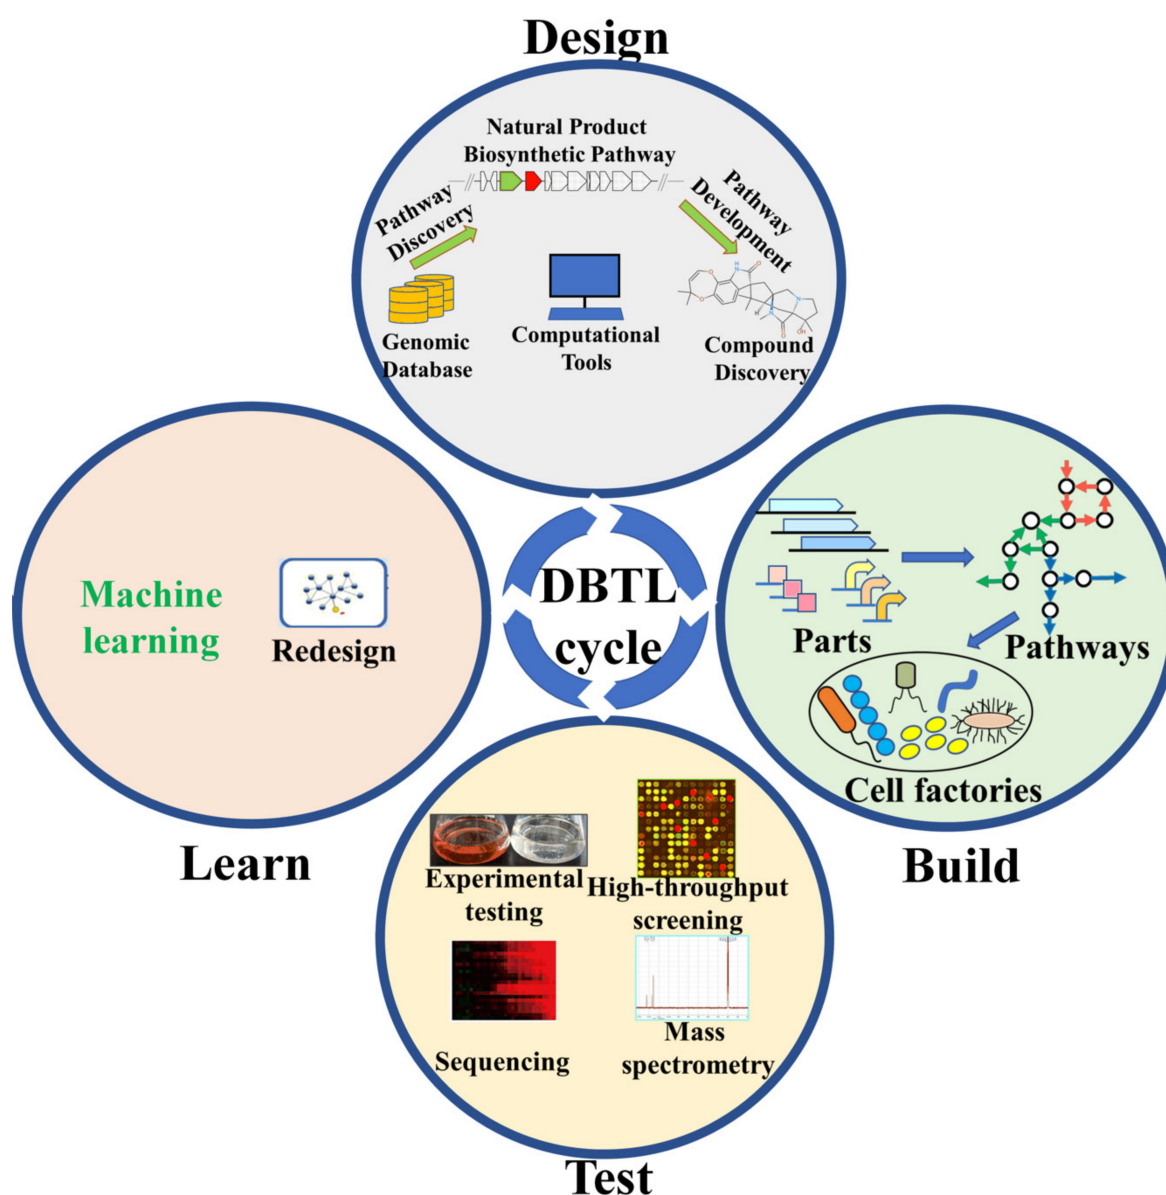 Design
Natural Product
Biosynthetic Pathway
Pathway
Discovery
Pathway
Development
Genomic
Database
Computational
Tools
Compound
Discovery
Machine
learning
Redesign
Learn
DBTL
cycle
Parts
Pathways
Cell factories
Build
Experimental
testing
High-throughput
screening
Sequencing
Mass
spectrometry
Test